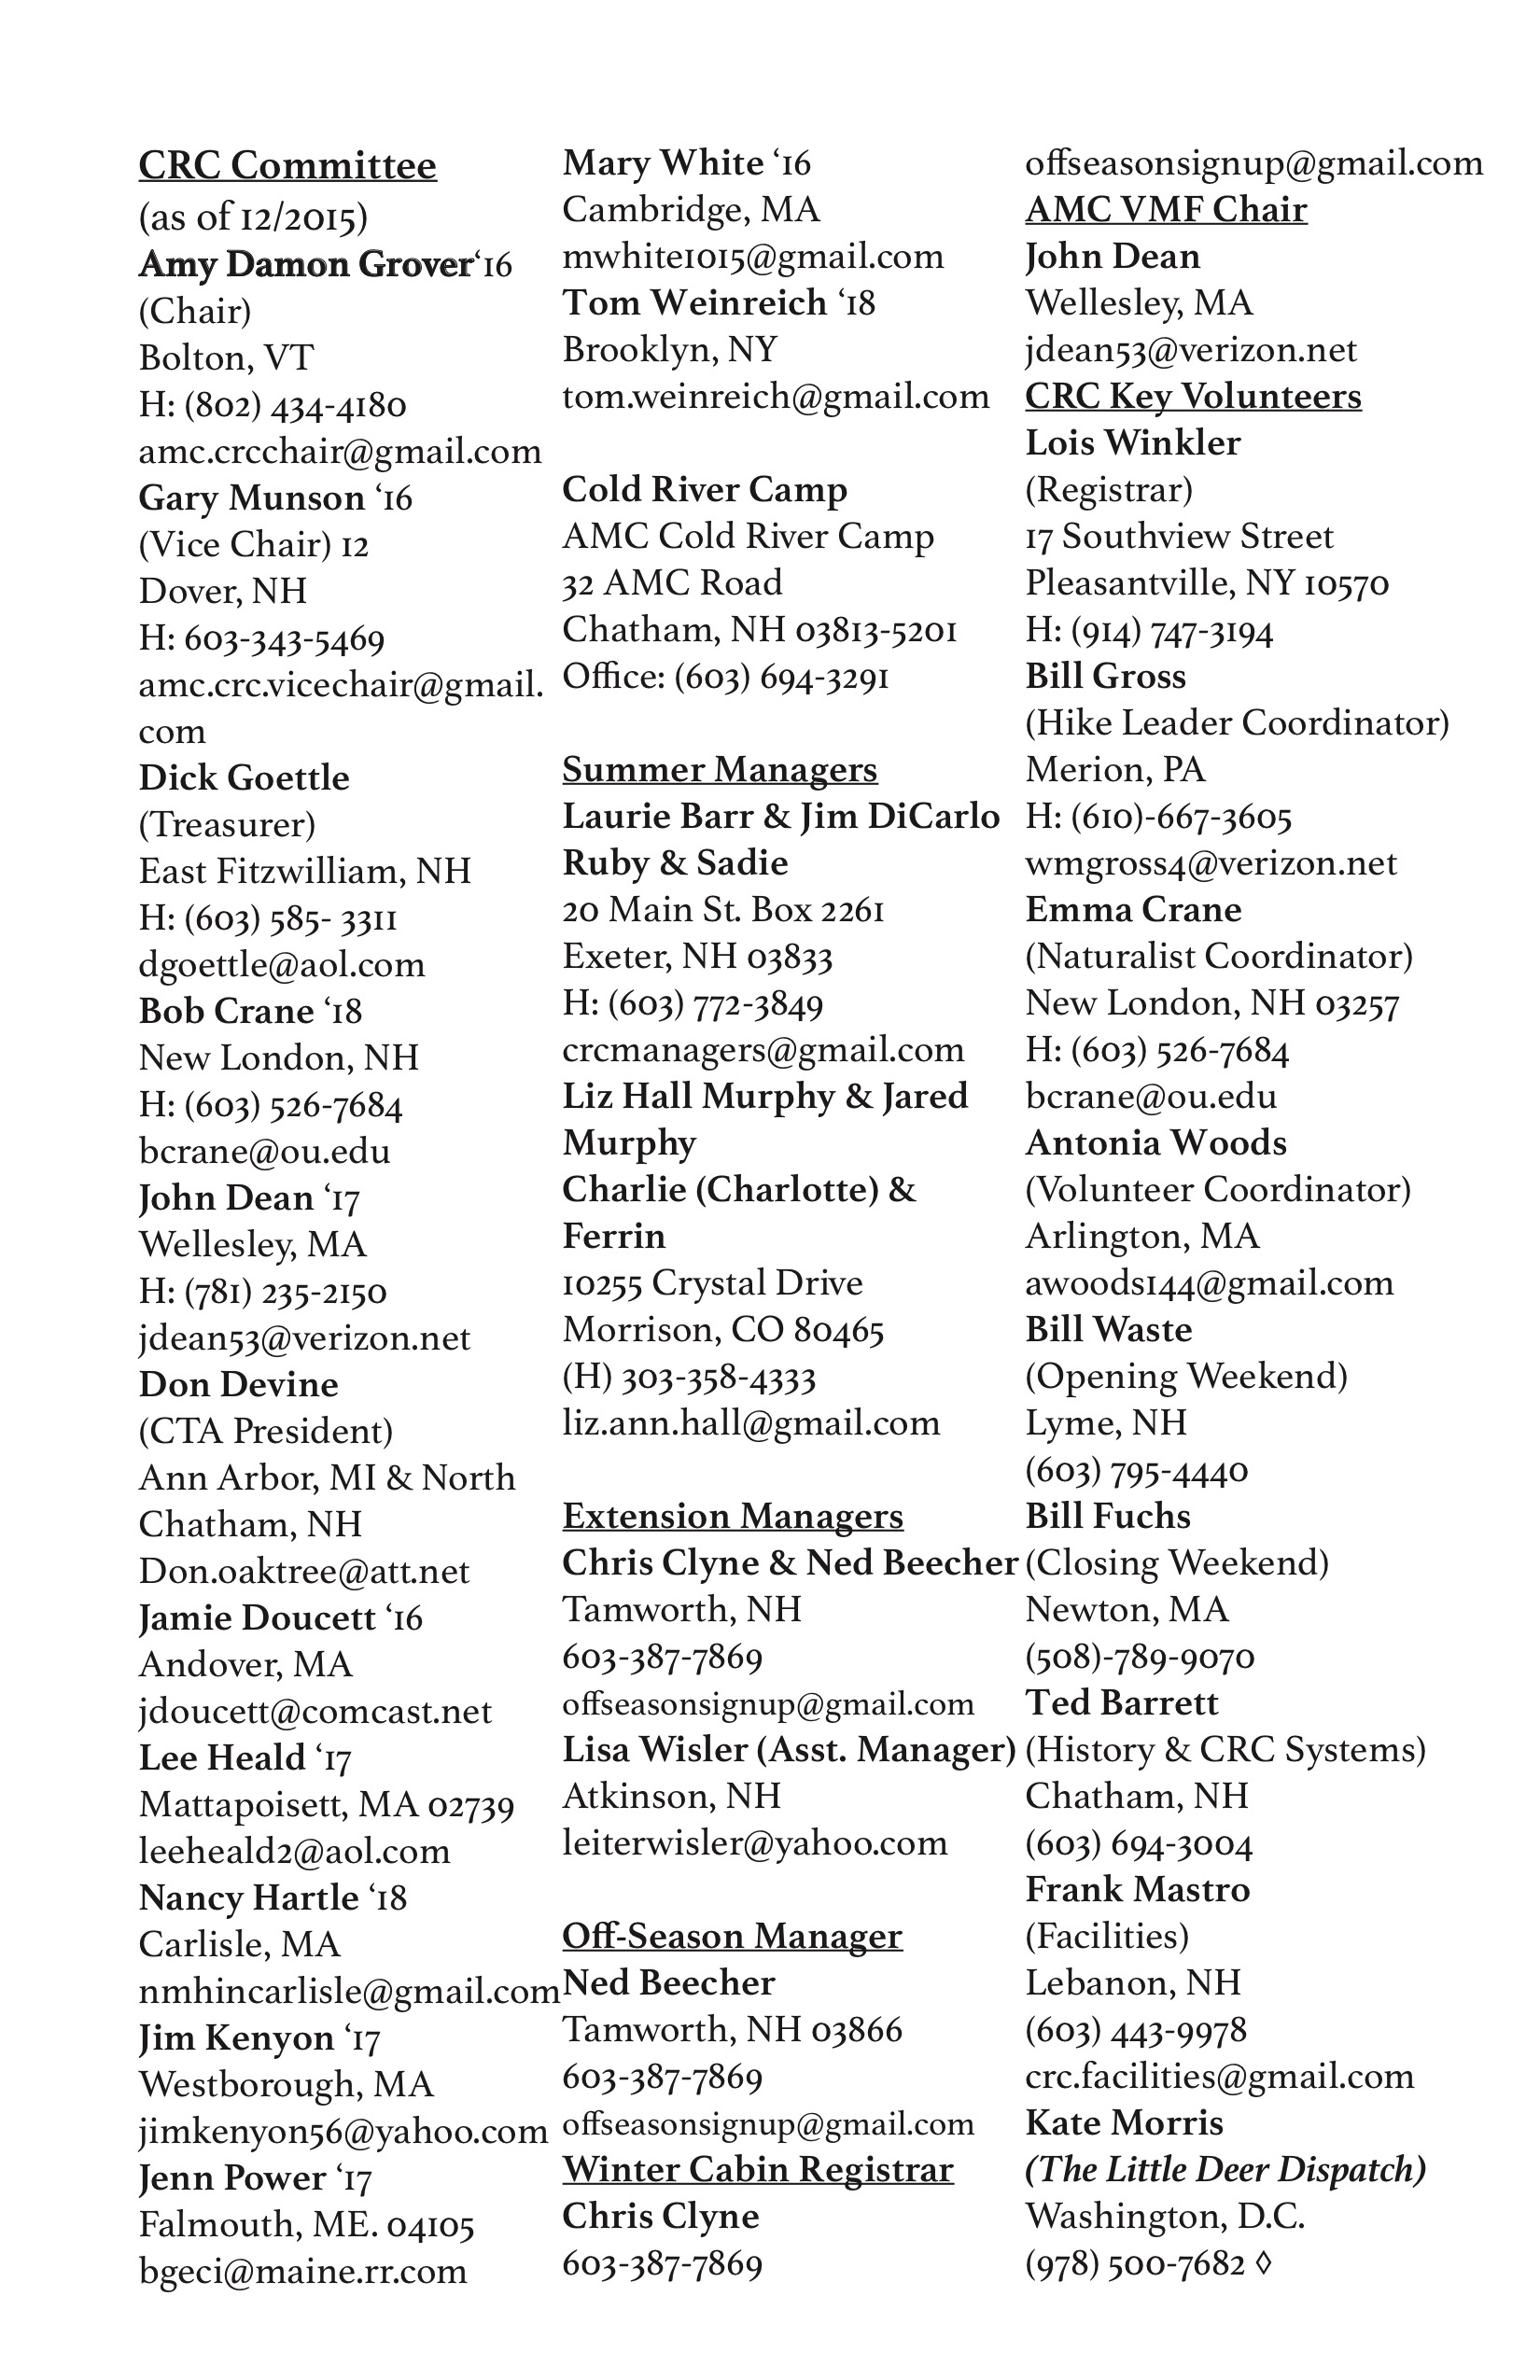 CRC Committee
(as of 12/2015)
Amy Damon Grover‘16
(Chair)
Bolton, VT
H: (802) 434-4180
amc.crcchair@gmail.com
Gary Munson ‘16
(Vice Chair) 12
Dover, NH
H: 603-343-5469
amc.crc.vicechair@gmail.
com
Dick Goettle
(Treasurer)
East Fitzwilliam, NH
H: (603) 585- 3311
dgoettle@aol.com
Bob Crane ‘18
New London, NH
H: (603) 526-7684
bcrane@ou.edu
John Dean ‘17
Wellesley, MA
H: (781) 235-2150
jdean53@verizon.net
Don Devine
(CTA President)
Ann Arbor, MI & North
Chatham, NH
Don.oaktree@att.net
Jamie Doucett ‘16
Andover, MA
jdoucett@comcast.net
Lee Heald ‘17
Mattapoisett, MA 02739
leeheald2@aol.com
Nancy Hartle ‘18
Carlisle, MA
nmhincarlisle@gmail.com
Jim Kenyon ‘17
Westborough, MA
jimkenyon56@yahoo.com
Jenn Power ‘17
Falmouth, ME. 04105
bgeci@maine.rr.com
Mary White ‘16
Cambridge, MA
mwhite1015@gmail.com
Tom Weinreich ‘18
Brooklyn, NY
tom.weinreich@gmail.com
Cold River Camp
AMC Cold River Camp
32 AMC Road
Chatham, NH 03813-5201
Office: (603) 694-3291
Summer Managers
Laurie Barr & Jim DiCarlo
Ruby & Sadie
20 Main St. Box 2261
Exeter, NH 03833
H: (603) 772-3849
crcmanagers@gmail.com
Liz Hall Murphy & Jared
Murphy
Charlie (Charlotte) &
Ferrin
10255 Crystal Drive
Morrison, CO 80465
(H) 303-358-4333
liz.ann.hall@gmail.com
Extension Managers
Chris Clyne & Ned Beecher
Tamworth, NH
603-387-7869
offseasonsignup@gmail.com
Lisa Wisler (Asst. Manager)
Atkinson, NH
leiterwisler@yahoo.com
Off-Season Manager
Ned Beecher
Tamworth, NH 03866
603-387-7869
offseasonsignup@gmail.com
Winter Cabin Registrar
Chris Clyne
603-387-7869
offseasonsignup@gmail.com
AMC VMF Chair
John Dean
Wellesley, MA
jdean53@verizon.net
CRC Key Volunteers
Lois Winkler
(Registrar)
17 Southview Street
Pleasantville, NY 10570
H: (914) 747-3194
Bill Gross
(Hike Leader Coordinator)
Merion, PA
H: (610)-667-3605
wmgross4@verizon.net
Emma Crane
(Naturalist Coordinator)
New London, NH 03257
H: (603) 526-7684
bcrane@ou.edu
Antonia Woods
(Volunteer Coordinator)
Arlington, MA
awoods144@gmail.com
Bill Waste
(Opening Weekend)
Lyme, NH
(603) 795-4440
Bill Fuchs
(Closing Weekend)
Newton, MA
(508)-789-9070
Ted Barrett
(History & CRC Systems)
Chatham, NH
(603) 694-3004
Frank Mastro
(Facilities)
Lebanon, NH
(603) 443-9978
crc.facilities@gmail.com
Kate Morris
(The Little Deer Dispatch)
Washington, D.C.
(978) 500-7682 ◊